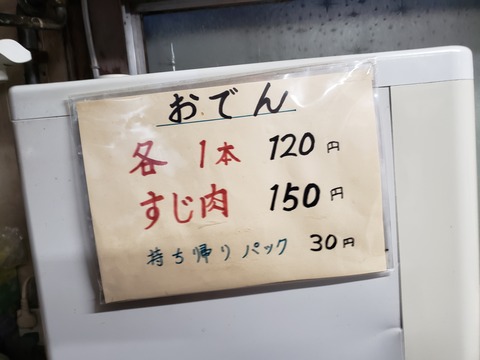 おでん
各 1本 120円
すじ肉 150円
持ち帰りパック 30円